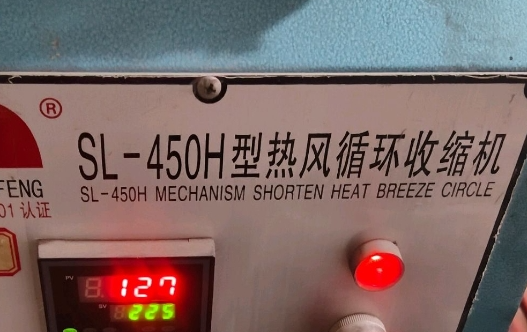 ®
SL-450H型热风循环收缩机
FENG
SL-450H MECHANISM SHORTEN HEAT BREEZE CIRCLE
01 认证
PV
127
SV
225